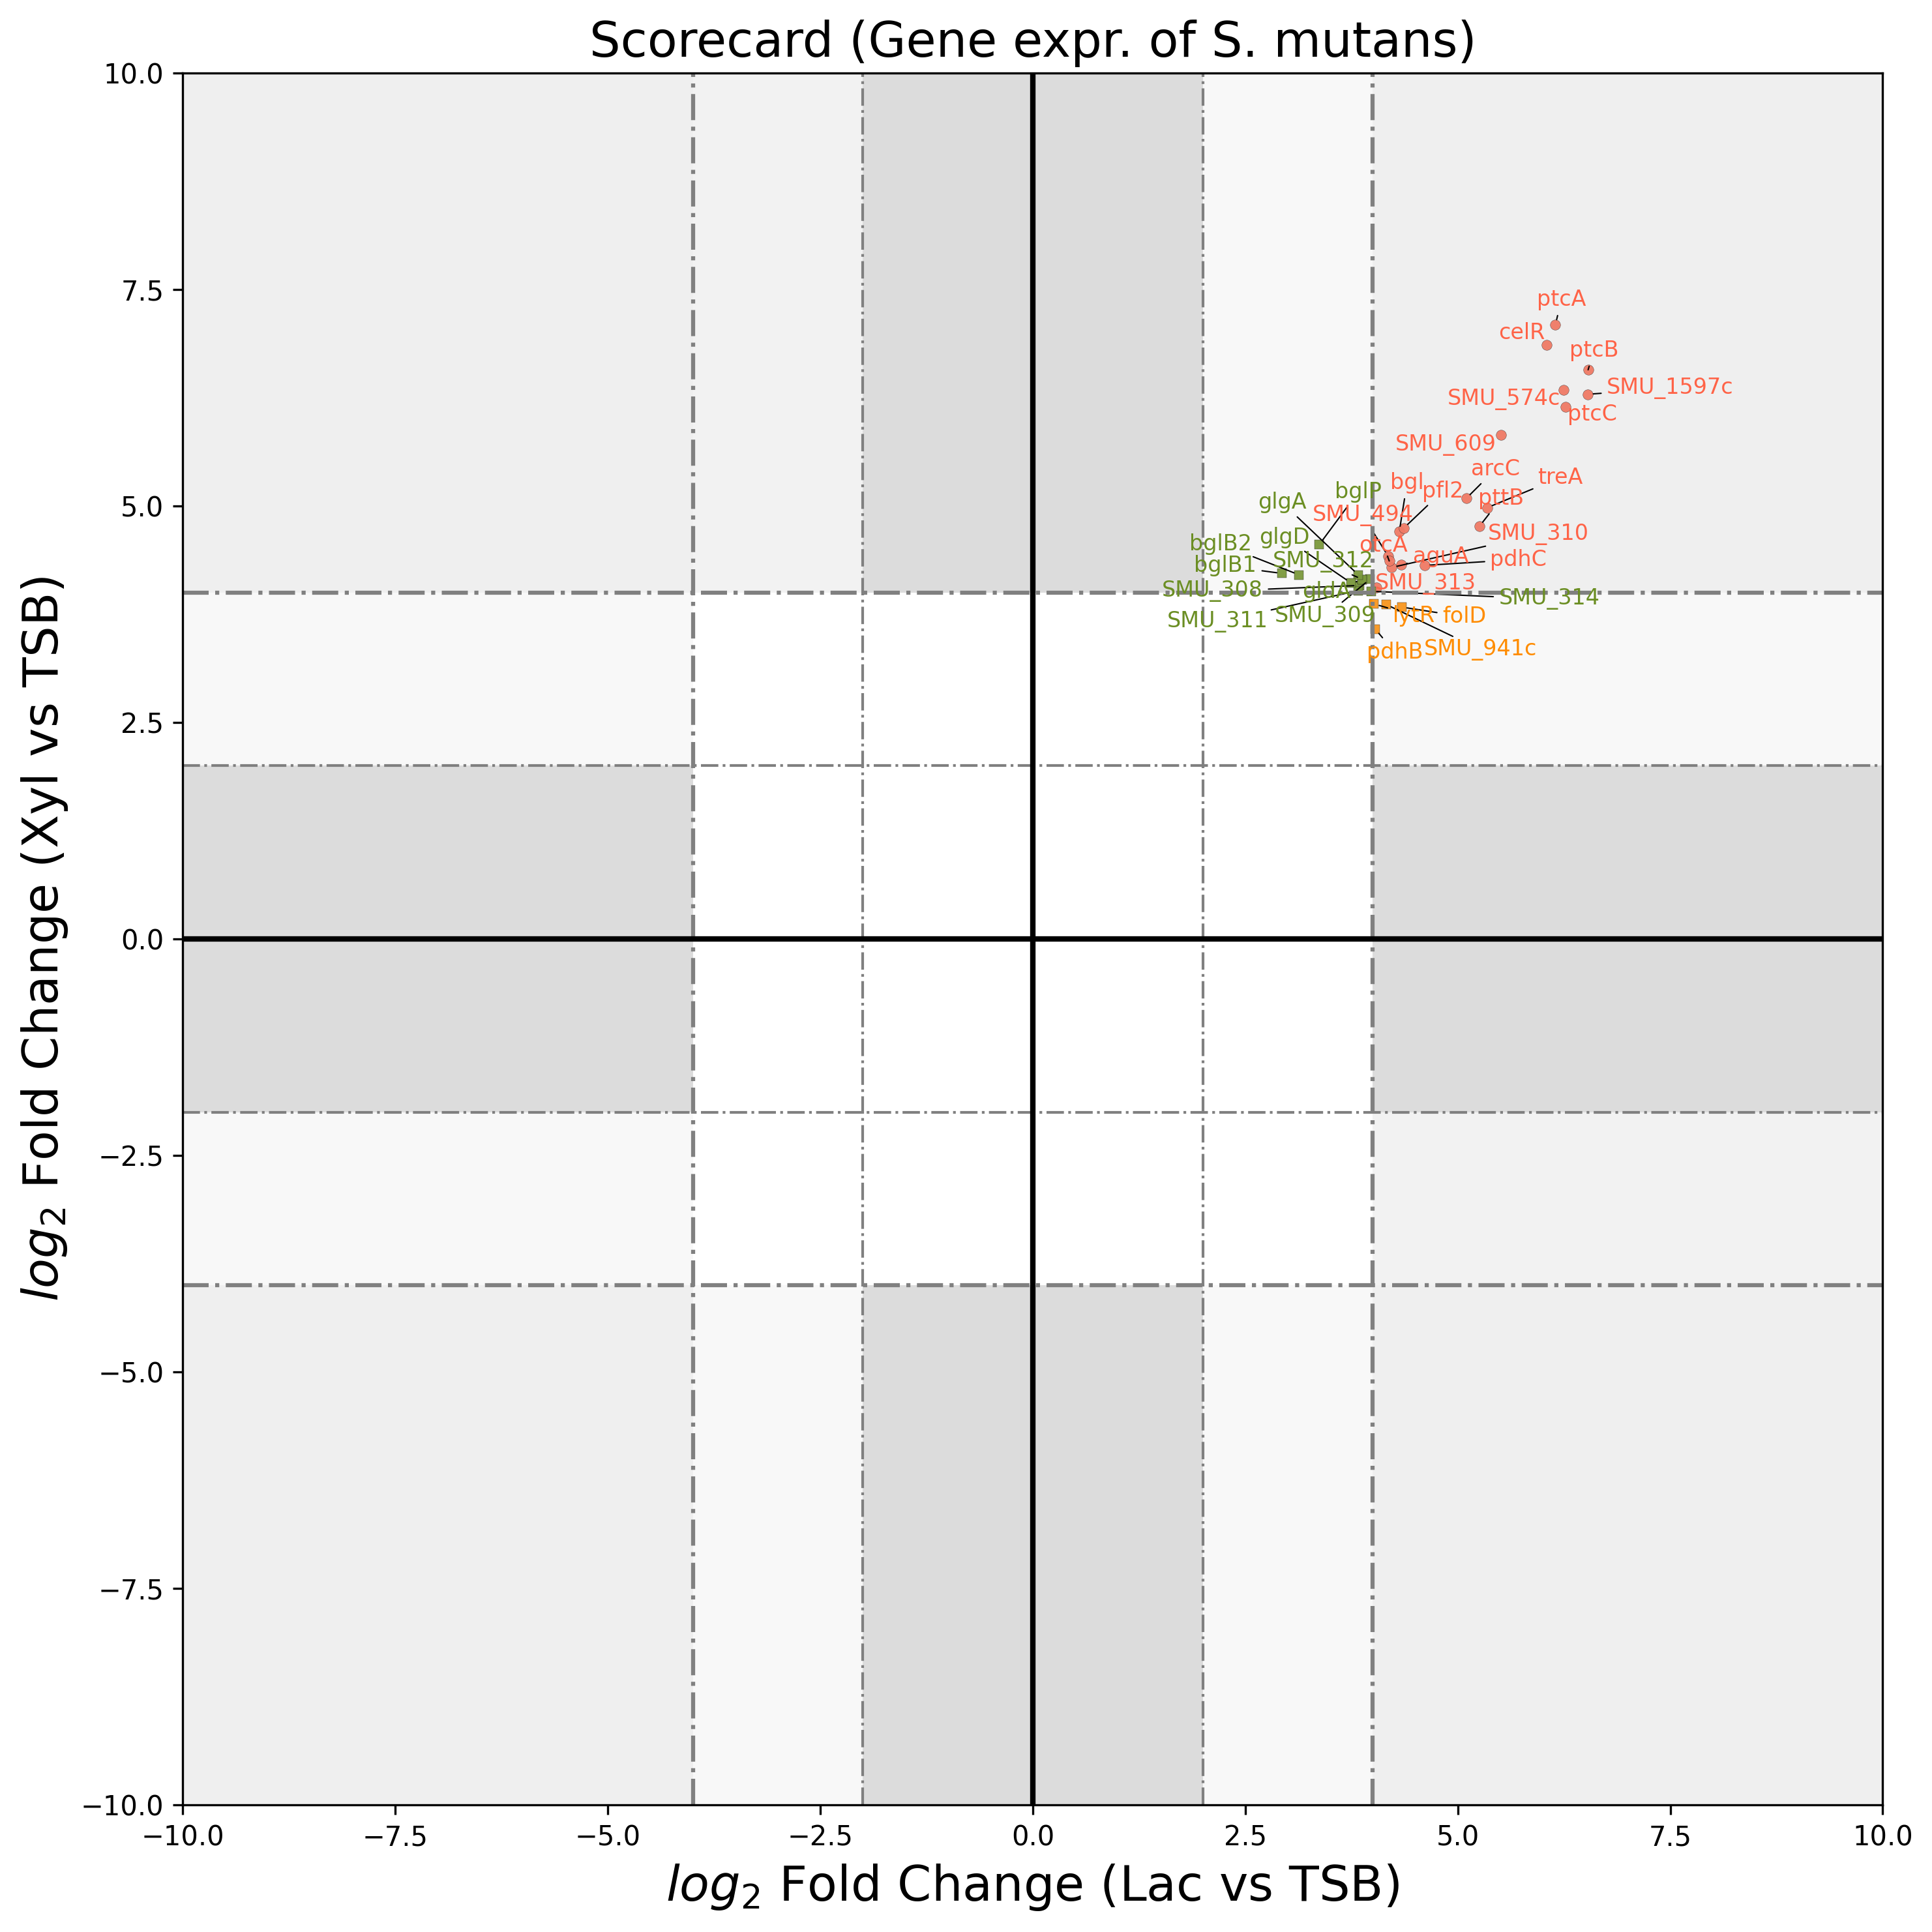 Scorecard (Gene expr. of S. mutans)
log2 Fold Change (Xyl vs TSB)
10.0
7.5
5.0
2.5
0.0
−2.5
−5.0
−7.5
−10.0
ptcA
celR
ptcB
SMU_1597c
SMU_574c
ptcC
SMU_609
arcC
treA
bgl
pfl2
pttB
bglP
glgA
SMU_494
SMU_310
glgD
otcA
bglB2
aguA
pdhC
SMU_312
bglB1
SMU_313
SMU_308
gldA
SMU_314
SMU_311
SMU_309
lytR
folD
pdhB
SMU_941c
−10.0
−7.5
−5.0
−2.5
0.0
2.5
5.0
7.5
10.0
log2 Fold Change (Lac vs TSB)